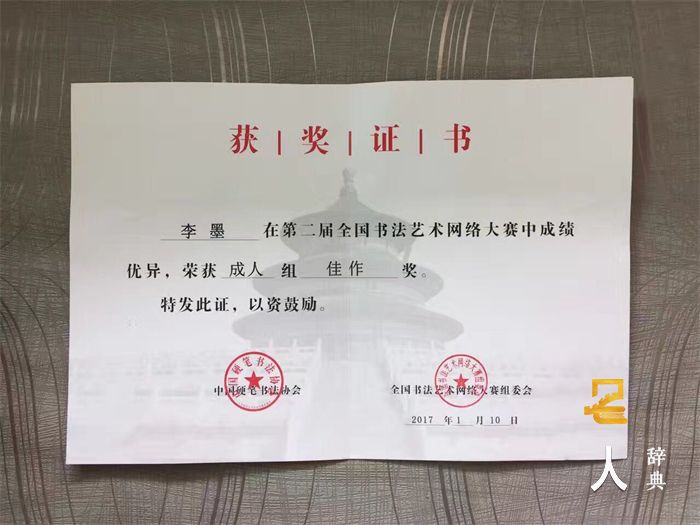 获|奖|证|书
李墨 在第二届全国书法艺术网络大赛中成绩
优异，荣获 成人 组 佳作 奖。
特发此证，以资鼓励。
中国硬笔书法协会 全国书法艺术网络大赛组委会
2017 年 1 月 10 日
名人辞典